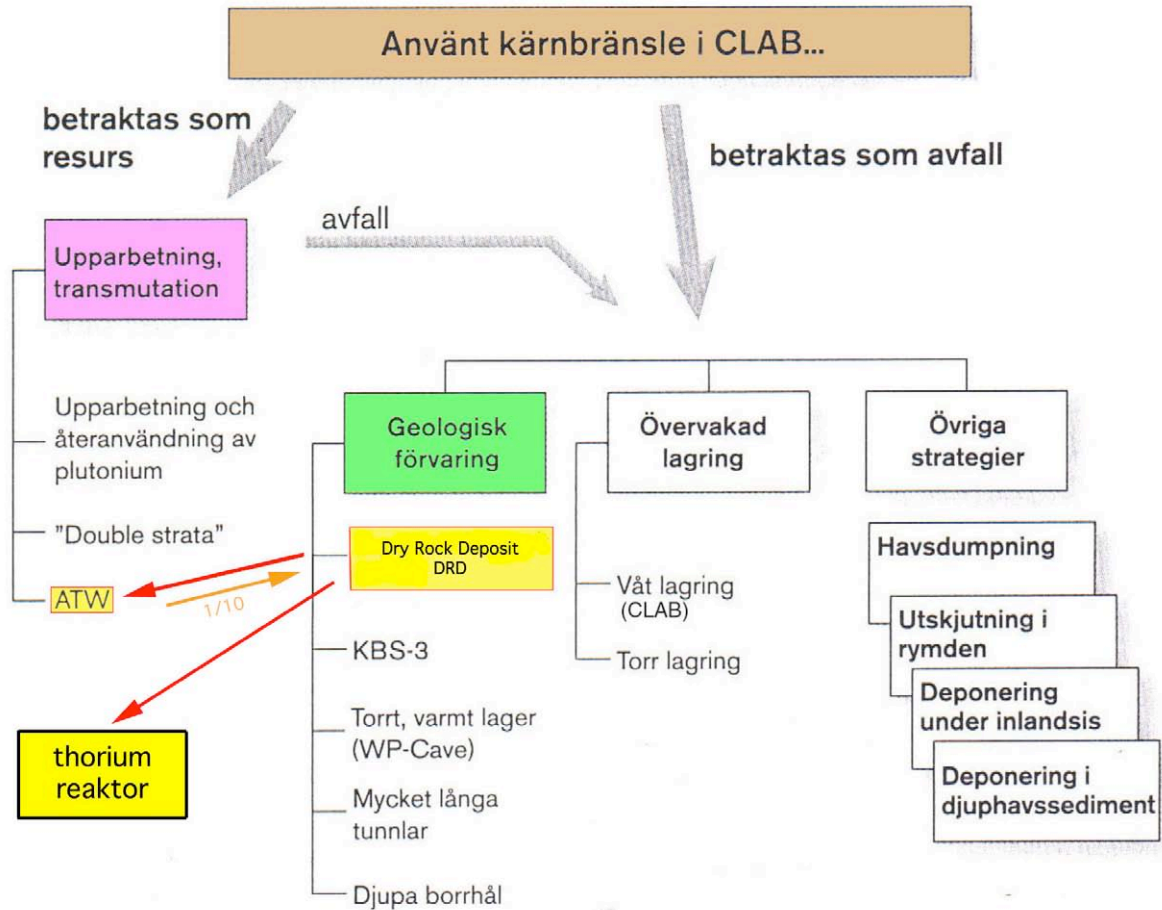 Använt kärnbränsle i CLAB...
betraktas som
resurs
betraktas som avfall
avfall
Upparbetning,
transmutation
Upparbetning och
återanvändning av
plutonium
"Double strata"
ATW
1/10
thorium
reaktor
Geologisk
förvaring
Dry Rock Deposit
DRD
KBS-3
Torrt, varmt lager
(WP-Cave)
Mycket långa
tunnlar
Djupa borrhål
Övervakad
lagring
Våt lagring
(CLAB)
Torr lagring
Övriga
strategier
Havsdumpning
Utskjutning i
rymden
Deponering
under inlandsis
Deponering i
djuphavssediment